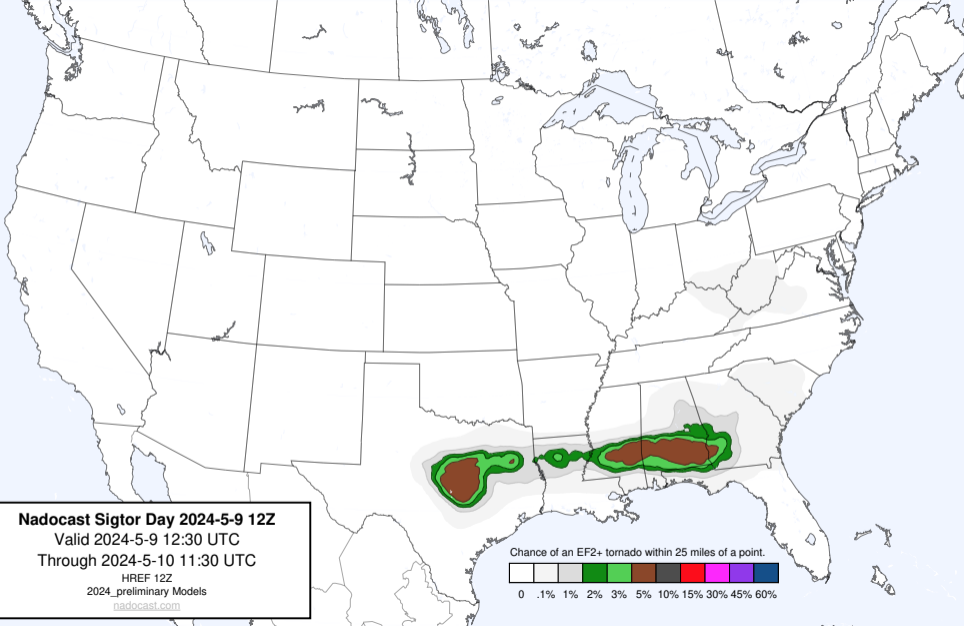 Nadocast Sigtor Day 2024-5-9 12Z
Valid 2024-5-9 12:30 UTC
Through 2024-5-10 11:30 UTC
HREF 12Z
2024_preliminary Models
nadocast.com
Chance of an EF2+ tornado within 25 miles of a point.
0 .1% 1% 2% 3% 5% 10% 15% 30% 45% 60%